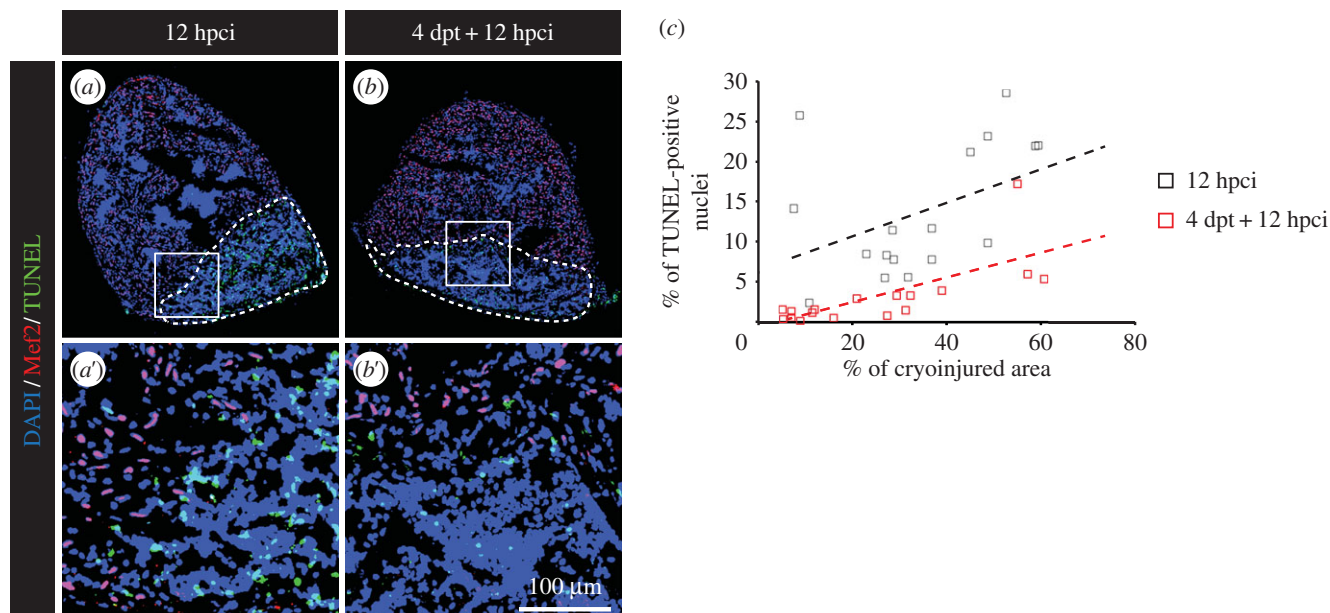 12 hpci
4 dpt + 12 hpci
DAPI / Mef2 / TUNEL
(a)
(b)
(a')
(b')
100 µm
(c)
30
25
20
15
10
5
0
20
40
60
80
% of TUNEL-positive
nuclei
% of cryoinjured area
12 hpci
4 dpt + 12 hpci